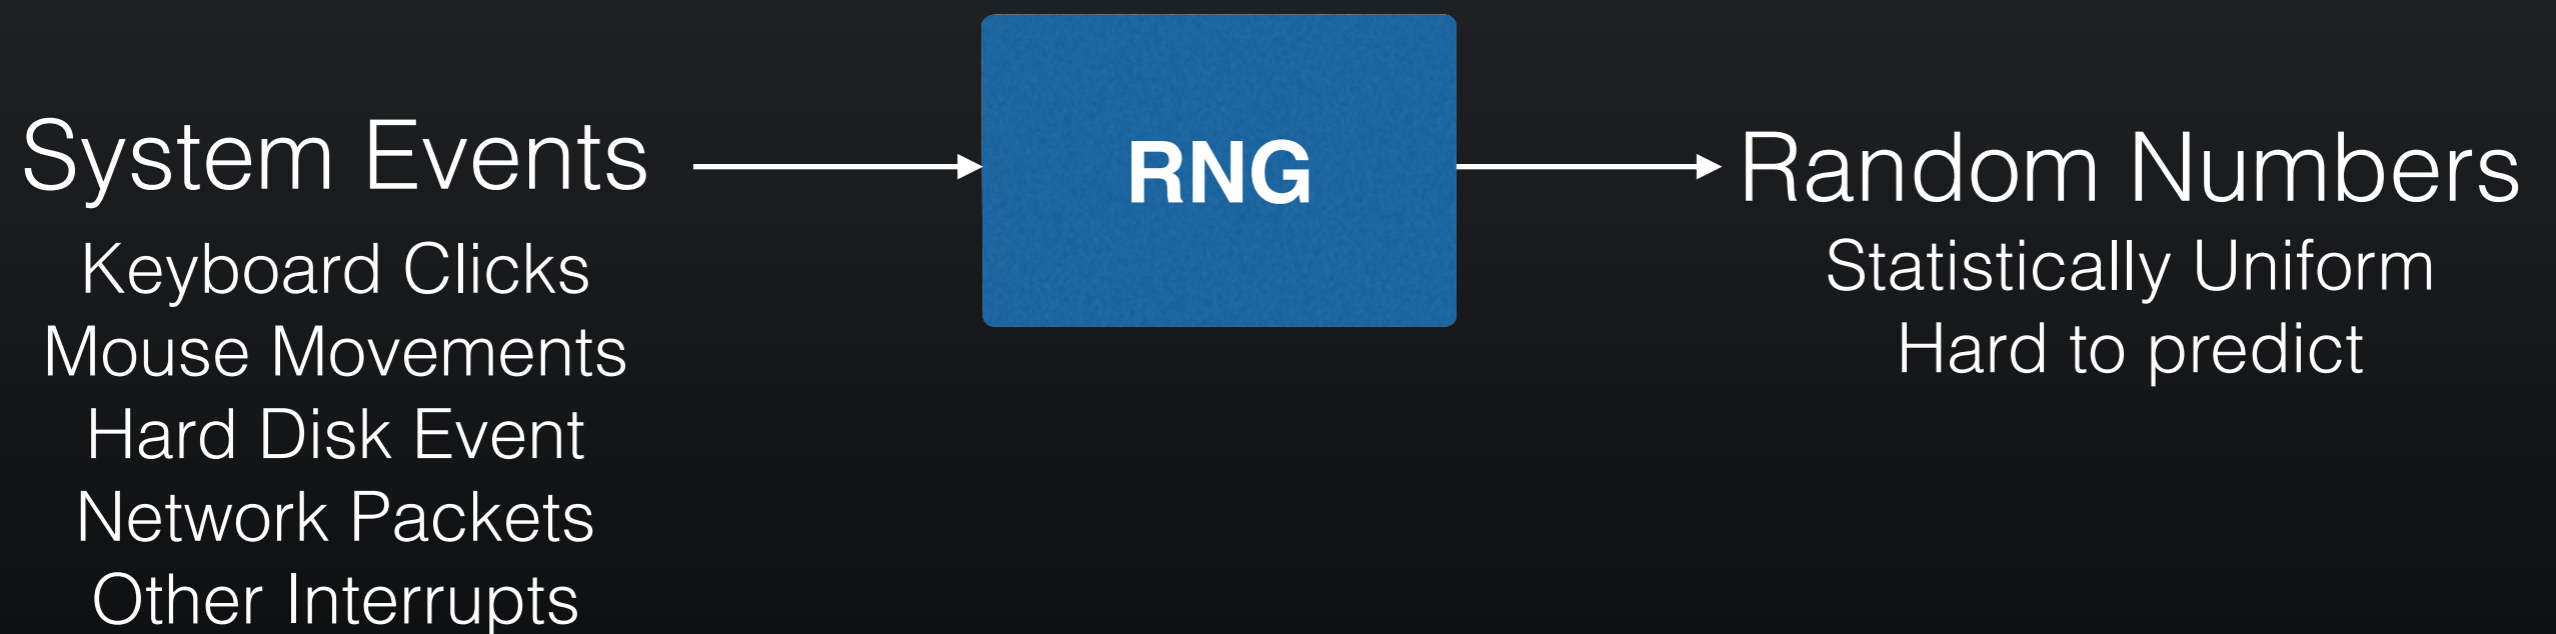 System Events
Keyboard Clicks
Mouse Movements
Hard Disk Event
Network Packets
Other Interrupts
RNG
Random Numbers
Statistically Uniform
Hard to predict